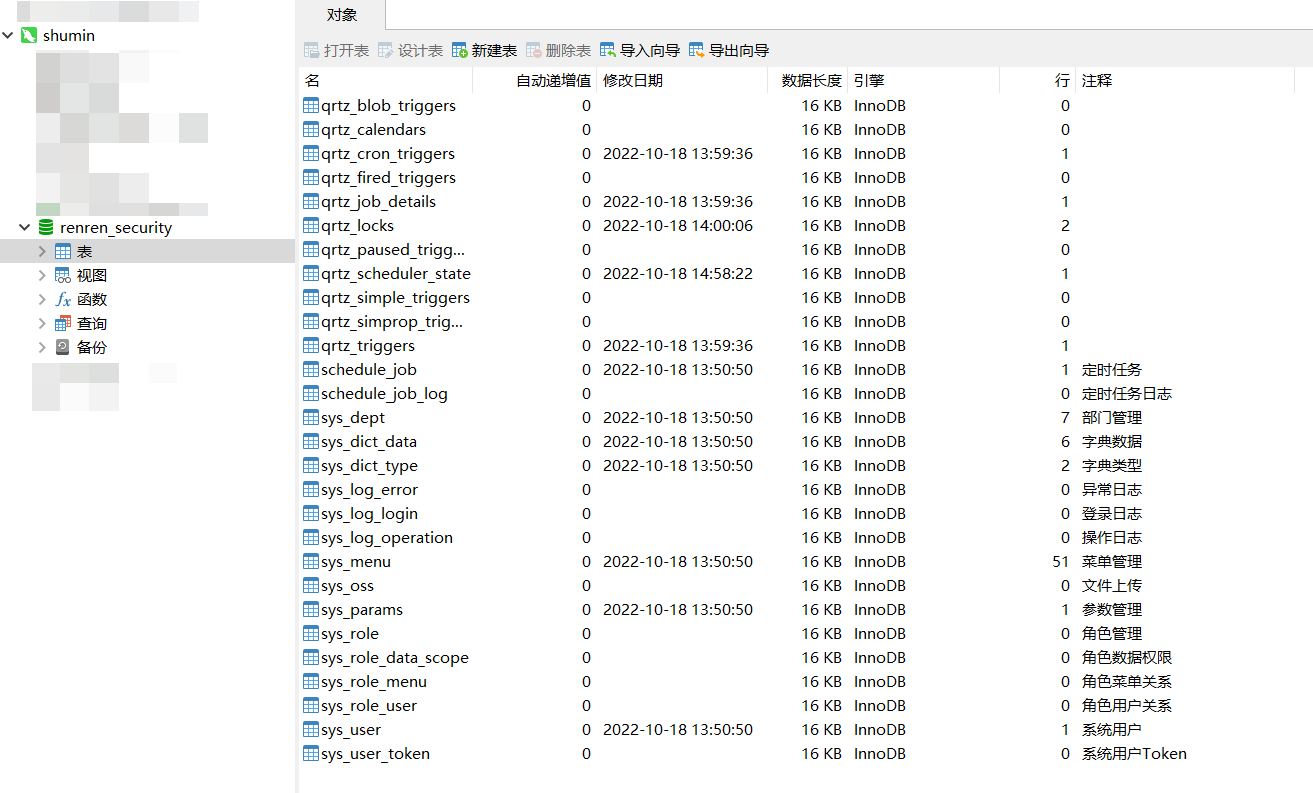 对象
shumin
打开表 设计表 新建表 删除表 导入向导 导出向导
名 自动递增值 修改日期 数据长度 引擎 行 注释
qrtz_blob_triggers 0 16 KB InnoDB 0
qrtz_calendars 0 16 KB InnoDB 0
qrtz_cron_triggers 0 2022-10-18 13:59:36 16 KB InnoDB 1
qrtz_fired_triggers 0 16 KB InnoDB 0
qrtz_job_details 0 2022-10-18 13:59:36 16 KB InnoDB 1
qrtz_locks 0 2022-10-18 14:00:06 16 KB InnoDB 2
qrtz_paused_trigg... 0 16 KB InnoDB 0
qrtz_scheduler_state 0 2022-10-18 14:58:22 16 KB InnoDB 1
qrtz_simple_triggers 0 16 KB InnoDB 0
qrtz_simprop_trig... 0 16 KB InnoDB 0
qrtz_triggers 0 2022-10-18 13:59:36 16 KB InnoDB 1
schedule_job 0 2022-10-18 13:50:50 16 KB InnoDB 1 定时任务
schedule_job_log 0 16 KB InnoDB 0 定时任务日志
sys_dept 0 2022-10-18 13:50:50 16 KB InnoDB 7 部门管理
sys_dict_data 0 2022-10-18 13:50:50 16 KB InnoDB 6 字典数据
sys_dict_type 0 2022-10-18 13:50:50 16 KB InnoDB 2 字典类型
sys_log_error 0 16 KB InnoDB 0 异常日志
sys_log_login 0 16 KB InnoDB 0 登录日志
sys_log_operation 0 16 KB InnoDB 0 操作日志
sys_menu 0 2022-10-18 13:50:50 16 KB InnoDB 51 菜单管理
sys_oss 0 16 KB InnoDB 0 文件上传
sys_params 0 2022-10-18 13:50:50 16 KB InnoDB 1 参数管理
sys_role 0 16 KB InnoDB 0 角色管理
sys_role_data_scope 0 16 KB InnoDB 0 角色数据权限
sys_role_menu 0 16 KB InnoDB 0 角色菜单关系
sys_role_user 0 16 KB InnoDB 0 角色用户关系
sys_user 0 2022-10-18 13:50:50 16 KB InnoDB 1 系统用户
sys_user_token 0 16 KB InnoDB 0 系统用户Token
renren_security
表
视图
fx 函数
查询
备份